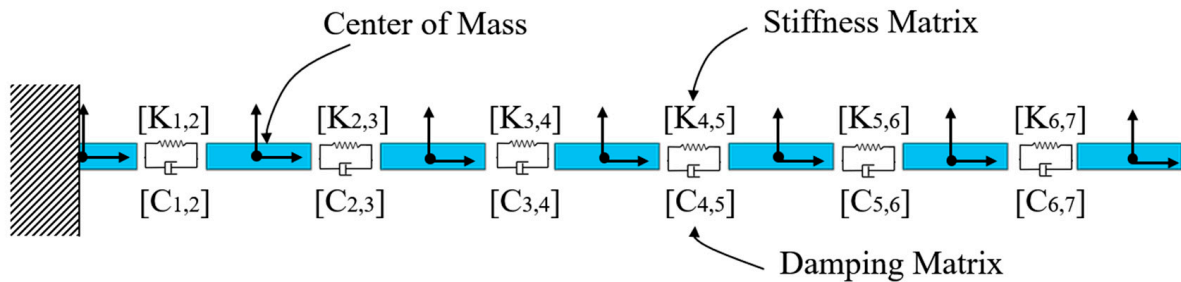 Center of Mass
Stiffness Matrix
[K1,2] [K2,3] [K3,4] [K4,5] [K5,6] [K6,7]
[C1,2] [C2,3] [C3,4] [C4,5] [C5,6] [C6,7]
Damping Matrix